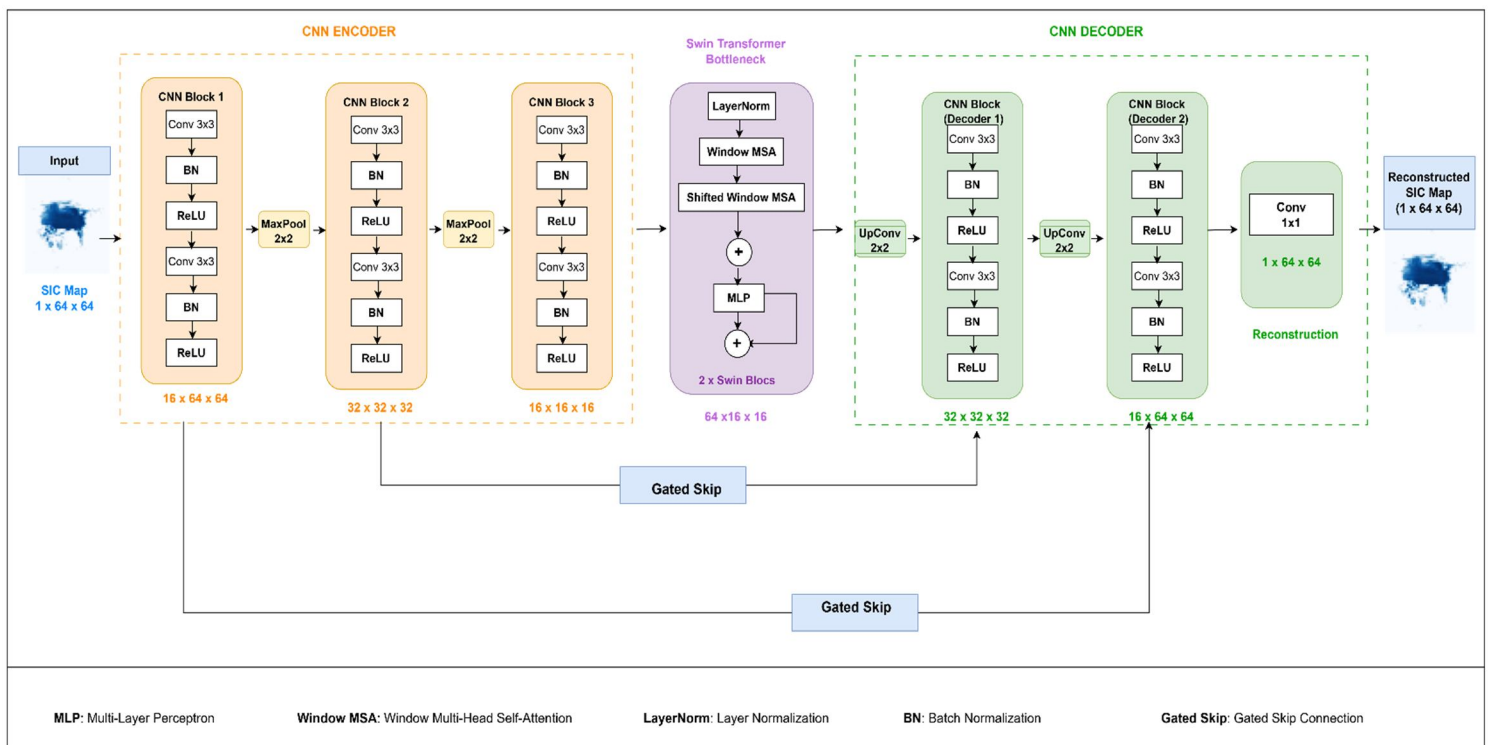 CNN ENCODER
Swin Transformer
Bottleneck
CNN DECODER
Input
SIC Map
1 x 64 x 64
CNN Block 1
Conv 3x3
BN
ReLU
Conv 3x3
BN
ReLU
16 x 64 x 64
MaxPool
2x2
CNN Block 2
Conv 3x3
BN
ReLU
Conv 3x3
BN
ReLU
32 x 32 x 32
MaxPool
2x2
CNN Block 3
Conv 3x3
BN
ReLU
Conv 3x3
BN
ReLU
16 x 16 x 16
LayerNorm
Window MSA
Shifted Window MSA
+
MLP
+
2 x Swin Blocs
64 x16 x 16
UpConv
2x2
CNN Block
(Decoder 1)
Conv 3x3
BN
ReLU
Conv 3x3
BN
ReLU
32 x 32 x 32
UpConv
2x2
CNN Block
(Decoder 2)
Conv 3x3
BN
ReLU
Conv 3x3
BN
ReLU
16 x 64 x 64
Conv
1x1
1 x 64 x 64
Reconstruction
Reconstructed
SIC Map
(1 x 64 x 64)
Gated Skip
Gated Skip
MLP: Multi-Layer Perceptron
Window MSA: Window Multi-Head Self-Attention
LayerNorm: Layer Normalization
BN: Batch Normalization
Gated Skip: Gated Skip Connection